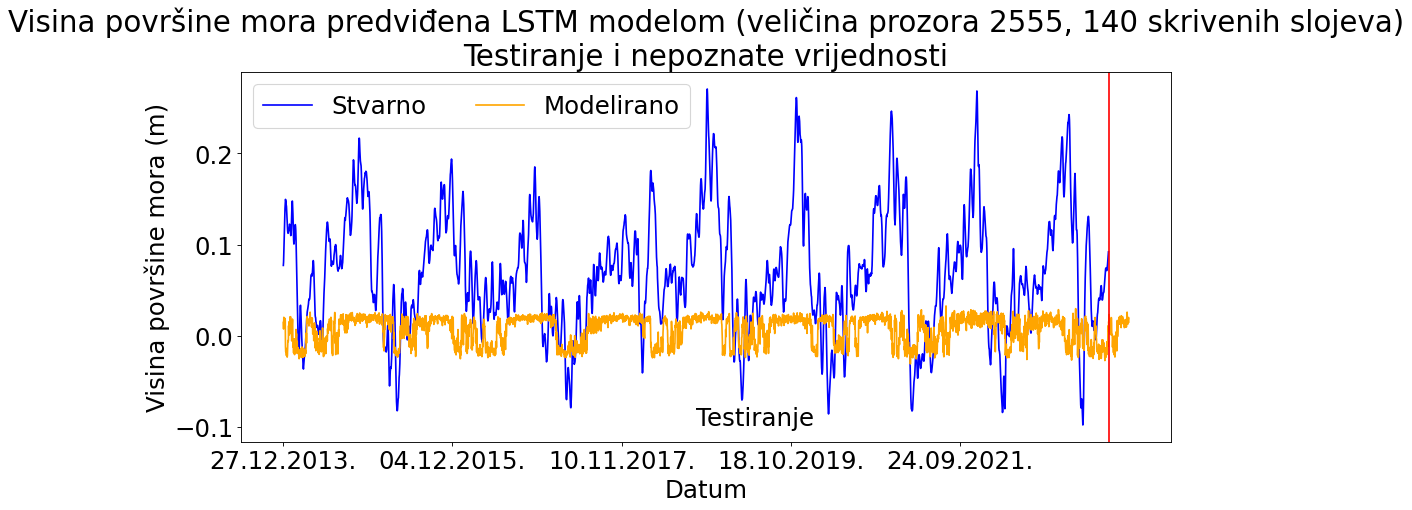 Visina površine mora predviđena LSTM modelom (veličina prozora 2555, 140 skrivenih slojeva)
Testiranje i nepoznate vrijednosti
Stvarno
Modelirano
Visina površine mora (m)
0.2
0.1
0.0
−0.1
Testiranje
27.12.2013.
04.12.2015.
10.11.2017.
18.10.2019.
24.09.2021.
Datum